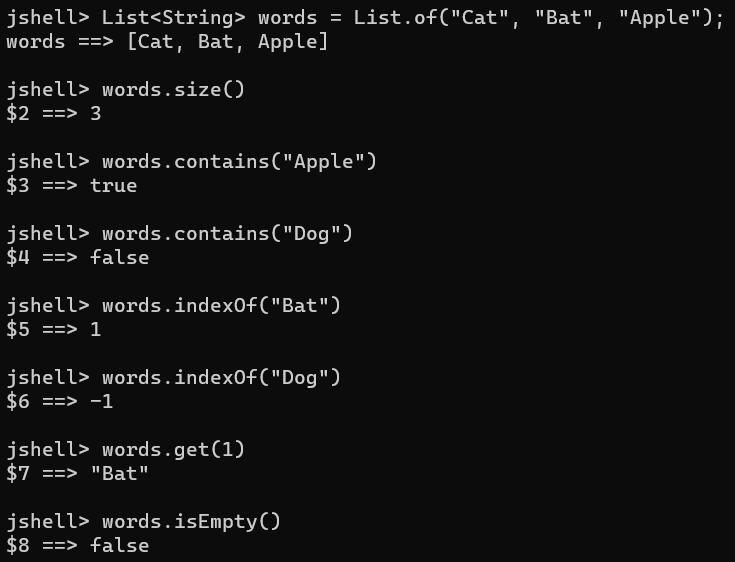 jshell> List<String> words = List.of("Cat", "Bat", "Apple");
words ==> [Cat, Bat, Apple]
jshell> words.size()
$2 ==> 3
jshell> words.contains("Apple")
$3 ==> true
jshell> words.contains("Dog")
$4 ==> false
jshell> words.indexOf("Bat")
$5 ==> 1
jshell> words.indexOf("Dog")
$6 ==> -1
jshell> words.get(1)
$7 ==> "Bat"
jshell> words.isEmpty()
$8 ==> false